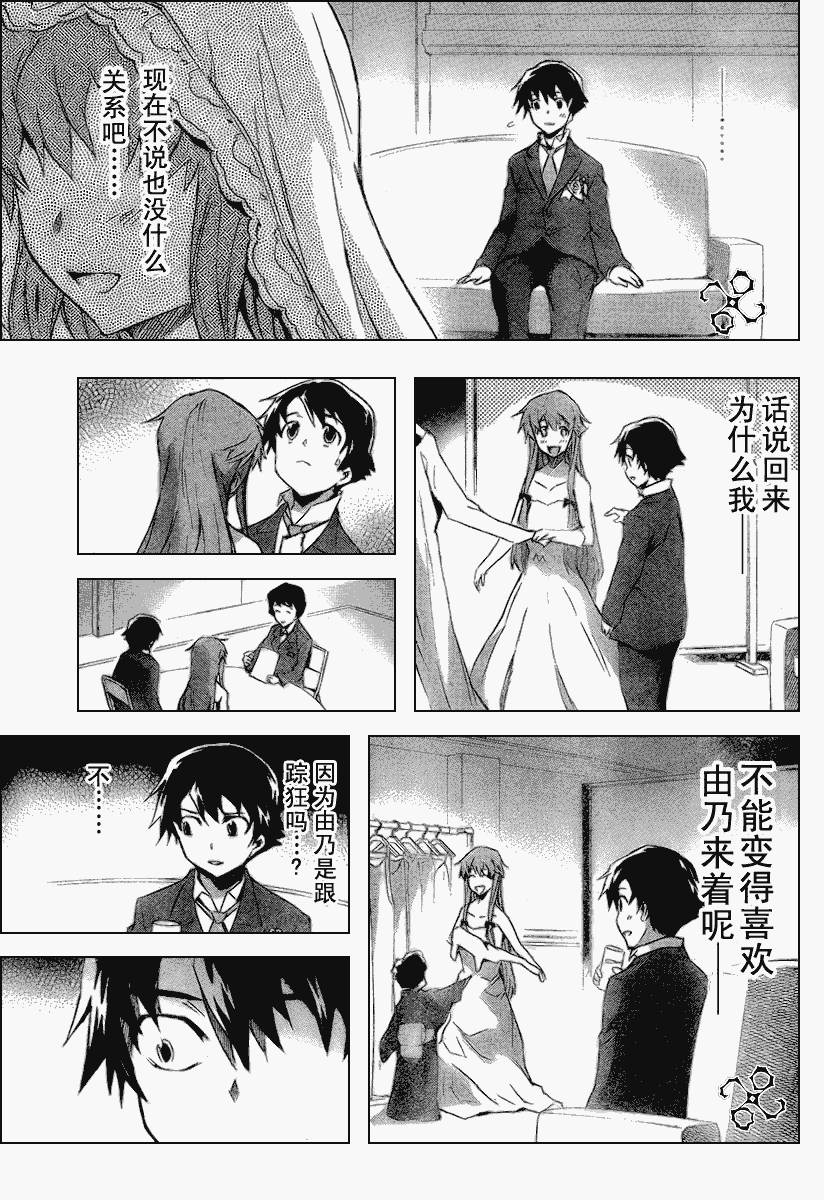 ……
现在不说也没什么
关系吧……
话说回来
为什么我——
不能变得喜欢
由乃来着呢——
因为由乃是跟
踪狂吗…？
不……